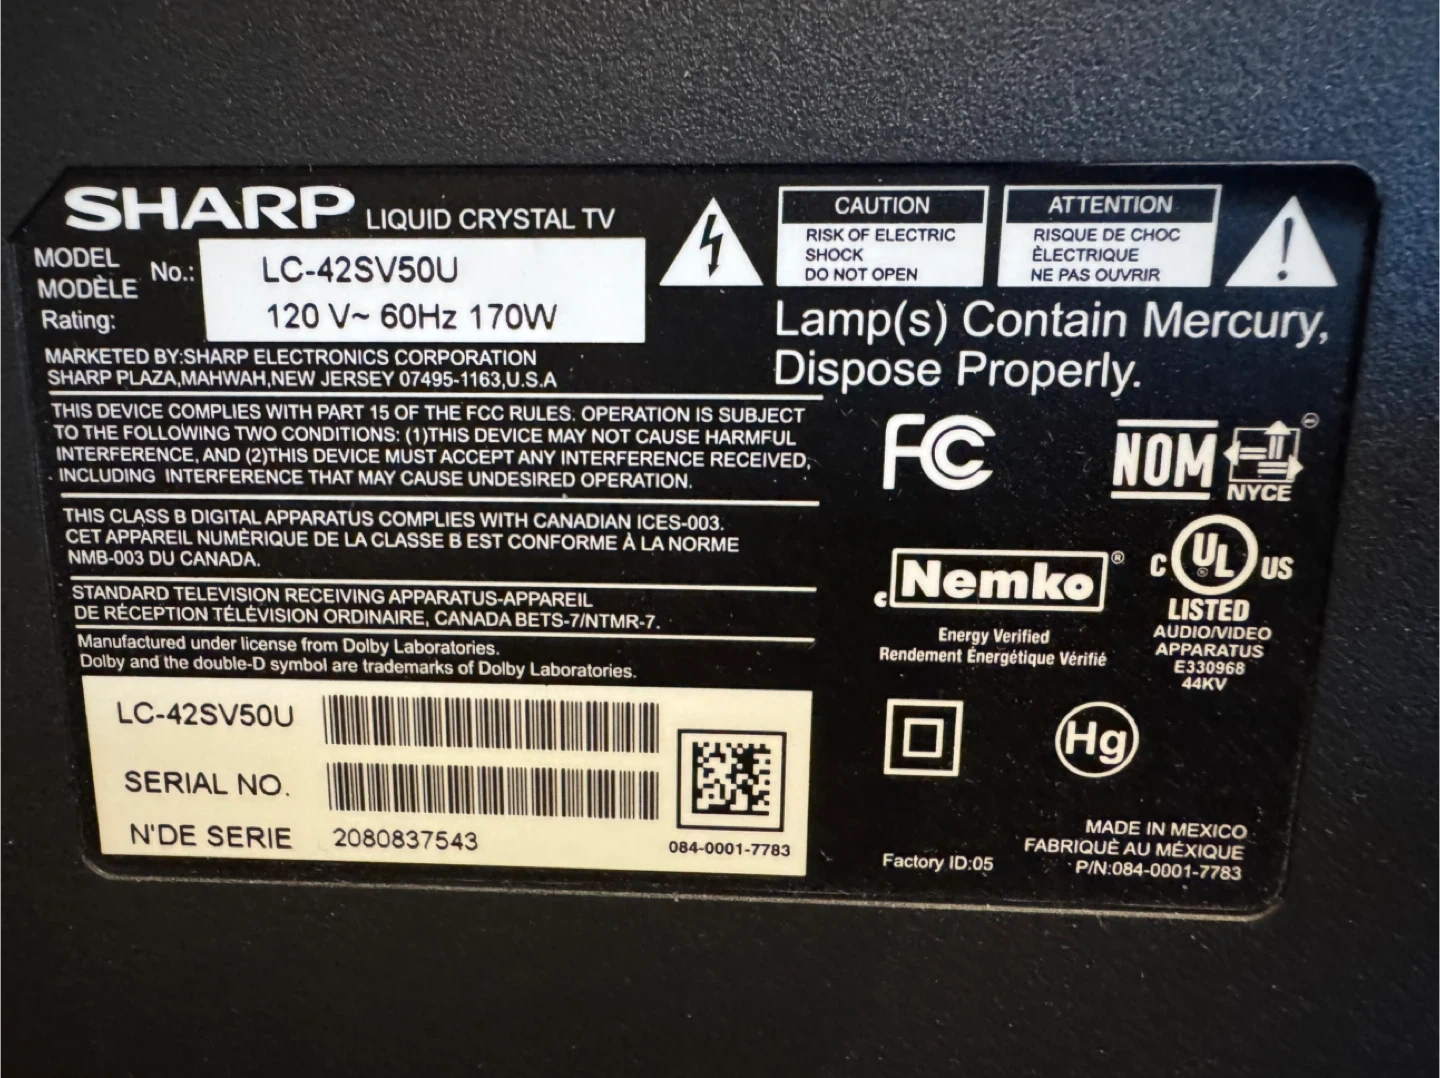 SHARP LIQUID CRYSTAL TV
MODEL
MODÈLE
No.:
LC-42SV50U
Rating:
120 V~ 60Hz 170W
MARKETED BY:SHARP ELECTRONICS CORPORATION
SHARP PLAZA,MAHWAH,NEW JERSEY 07495-1163,U.S.A
THIS DEVICE COMPLIES WITH PART 15 OF THE FCC RULES. OPERATION IS SUBJECT
TO THE FOLLOWING TWO CONDITIONS: (1)THIS DEVICE MAY NOT CAUSE HARMFUL
INTERFERENCE, AND (2)THIS DEVICE MUST ACCEPT ANY INTERFERENCE RECEIVED,
INCLUDING INTERFERENCE THAT MAY CAUSE UNDESIRED OPERATION.
THIS CLASS B DIGITAL APPARATUS COMPLIES WITH CANADIAN ICES-003.
CET APPAREIL NUMÈRIQUE DE LA CLASSE B EST CONFORME À LA NORME
NMB-003 DU CANADA.
STANDARD TELEVISION RECEIVING APPARATUS-APPAREIL
DE RÉCEPTION TÉLÉVISION ORDINAIRE, CANADA BETS-7/NTMR-7.
Manufactured under license from Dolby Laboratories.
Dolby and the double-D symbol are trademarks of Dolby Laboratories.
LC-42SV50U
SERIAL NO.
N'DE SERIE 2080837543
084-0001-7783
CAUTION
RISK OF ELECTRIC
SHOCK
DO NOT OPEN
ATTENTION
RISQUE DE CHOC
ÈLECTRIQUE
NE PAS OUVRIR
Lamp(s) Contain Mercury,
Dispose Properly.
FC
NOM
NYCE
c Nemko ®
Energy Verified
Rendement Énergétique Vérifié
C UL ® US
LISTED
AUDIO/VIDEO
APPARATUS
E330968
44KV
Hg
Factory ID:05
MADE IN MEXICO
FABRIQUÈ AU MÉXIQUE
P/N:084-0001-7783